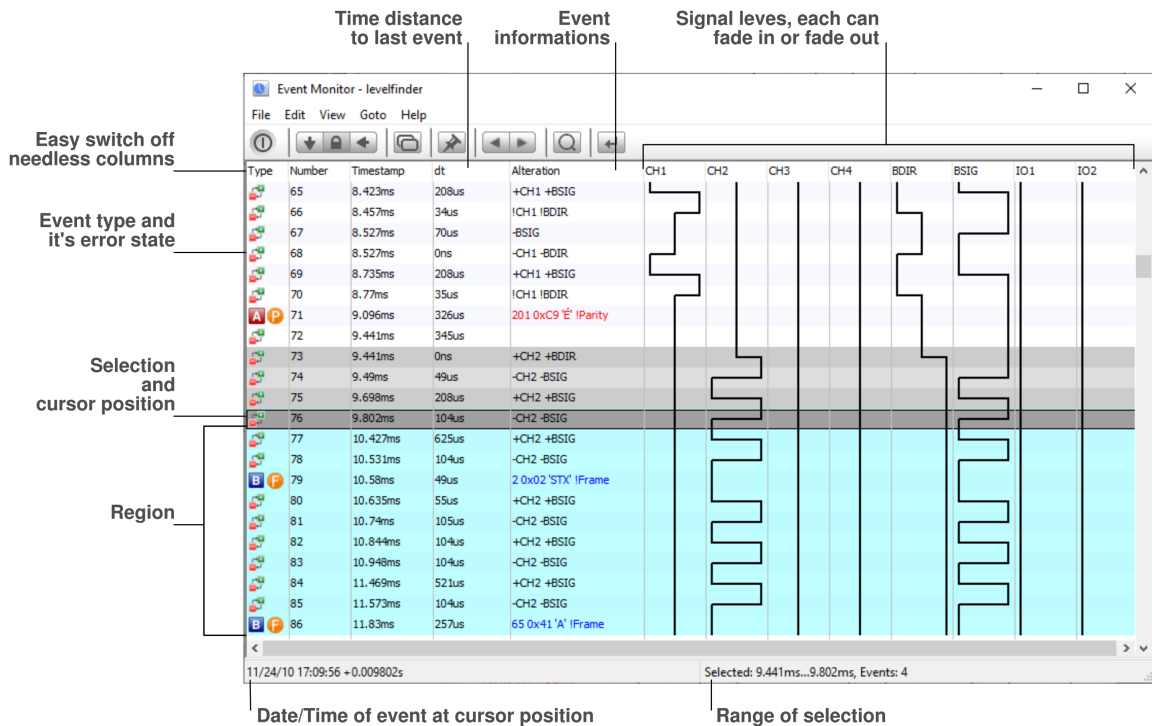 Time distance
to last event
Event
informations
Signal leves, each can
fade in or fade out
Event Monitor - levelfinder
File Edit View Goto Help
Easy switch off
needless columns
Type Number Timestamp dt Alteration CH1 CH2 CH3 CH4 BDIR BSIG IO1 IO2
65 8.423ms 208us +CH1 +BSIG
66 8.457ms 34us !CH1 !BDIR
Event type and
it's error state
67 8.527ms 70us -BSIG
68 8.527ms 0ns -CH1 -BDIR
69 8.735ms 208us +CH1 +BSIG
70 8.77ms 35us !CH1 !BDIR
A P 71 9.096ms 326us 201 0xC9 'É' !Parity
72 9.441ms 345us
73 9.441ms 0ns +CH2 +BDIR
Selection
and
cursor position
74 9.49ms 49us -CH2 -BSIG
75 9.698ms 208us +CH2 +BSIG
76 9.802ms 104us -CH2 -BSIG
77 10.427ms 625us +CH2 +BSIG
78 10.531ms 104us -CH2 -BSIG
B F 79 10.58ms 49us 2 0x02 'STX' !Frame
80 10.635ms 55us +CH2 +BSIG
Region
81 10.74ms 105us -CH2 -BSIG
82 10.844ms 104us +CH2 +BSIG
83 10.948ms 104us -CH2 -BSIG
84 11.469ms 521us +CH2 +BSIG
85 11.573ms 104us -CH2 -BSIG
B F 86 11.83ms 257us 65 0x41 'A' !Frame
11/24/10 17:09:56 +0.009802s
Selected: 9.441ms...9.802ms, Events: 4
Date/Time of event at cursor position
Range of selection